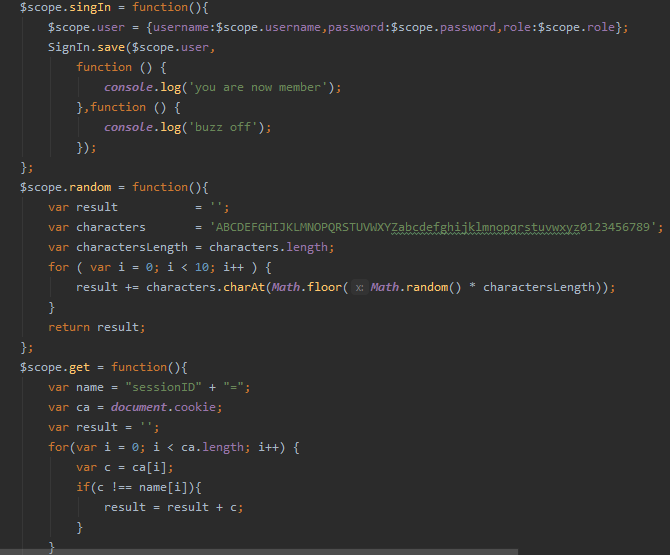 $scope.singIn = function(){
    $scope.user = {username:$scope.username,password:$scope.password,role:$scope.role};
    SignIn.save($scope.user,
        function () {
            console.log('you are now member');
        },function () {
            console.log('buzz off');
        });
};
$scope.random = function(){
    var result           = '';
    var characters       = 'ABCDEFGHIJKLMNOPQRSTUVWXYZabcdefghijklmnopqrstuvwxyz0123456789';
    var charactersLength = characters.length;
    for ( var i = 0; i < 10; i++ ) {
        result += characters.charAt(Math.floor( x: Math.random() * charactersLength));
    }
    return result;
};
$scope.get = function(){
    var name = "sessionID" + "=";
    var ca = document.cookie;
    var result = '';
    for(var i = 0; i < ca.length; i++) {
        var c = ca[i];
        if(c !== name[i]){
            result = result + c;
        }
    }